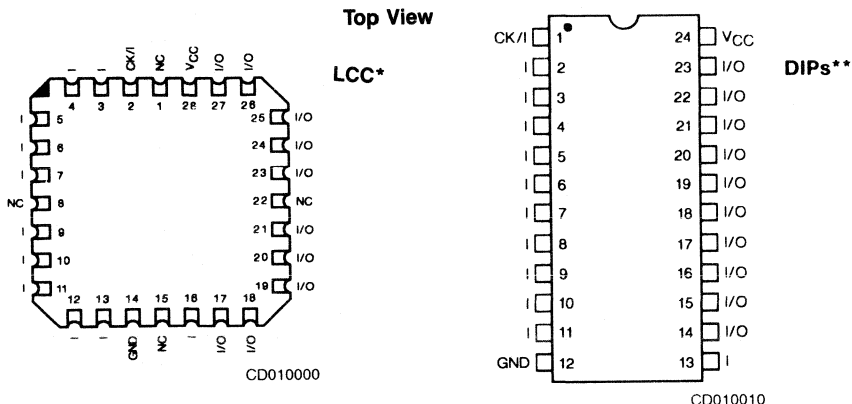 Top View
LCC*
I I CK/I NC VCC I/O I/O
4 3 2 1 28 27 26
I 5 25 I/O
I 6 24 I/O
I 7 23 I/O
NC 8 22 NC
I 9 21 I/O
I 10 20 I/O
I 11 19 I/O
12 13 14 15 16 17 18
I I GND NC I I/O I/O
CD010000
DIPs**
CK/I 1 24 VCC
I 2 23 I/O
I 3 22 I/O
I 4 21 I/O
I 5 20 I/O
I 6 19 I/O
I 7 18 I/O
I 8 17 I/O
I 9 16 I/O
I 10 15 I/O
I 11 14 I/O
GND 12 13 I
CD010010